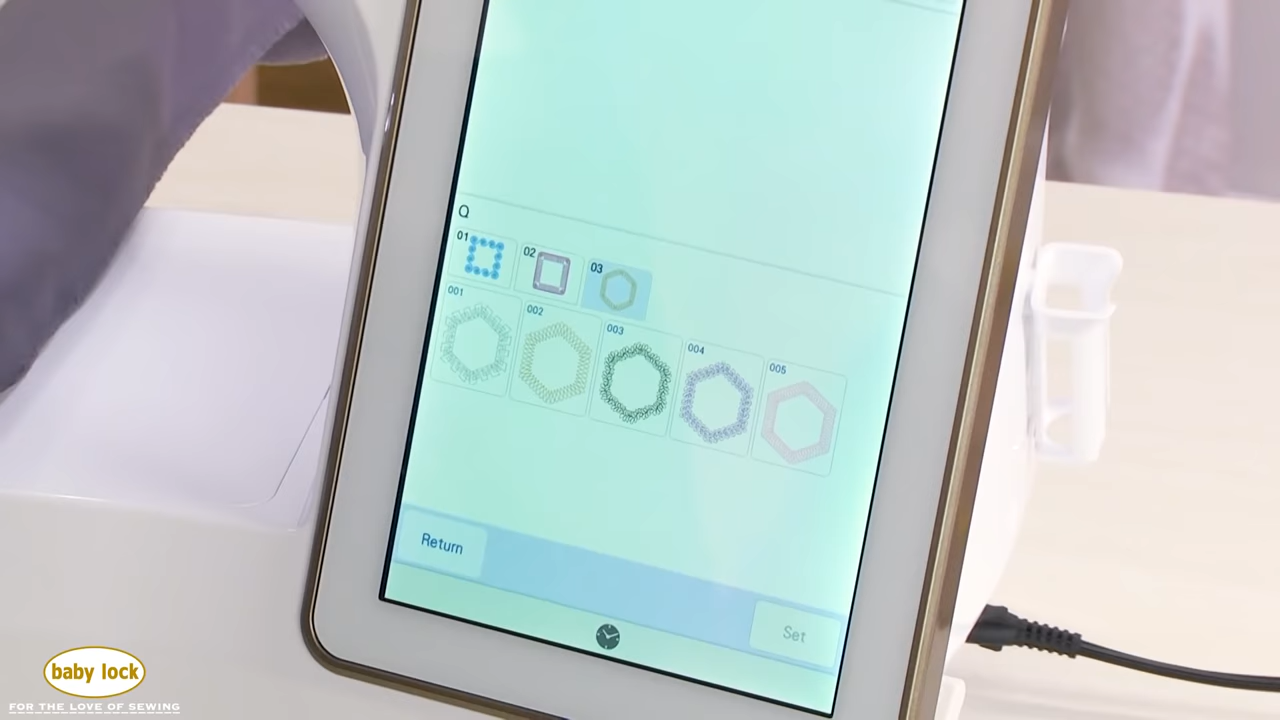 Q
01
02
03
001
002
003
004
005
Return
Set
baby lock
FOR THE LOVE OF SEWING